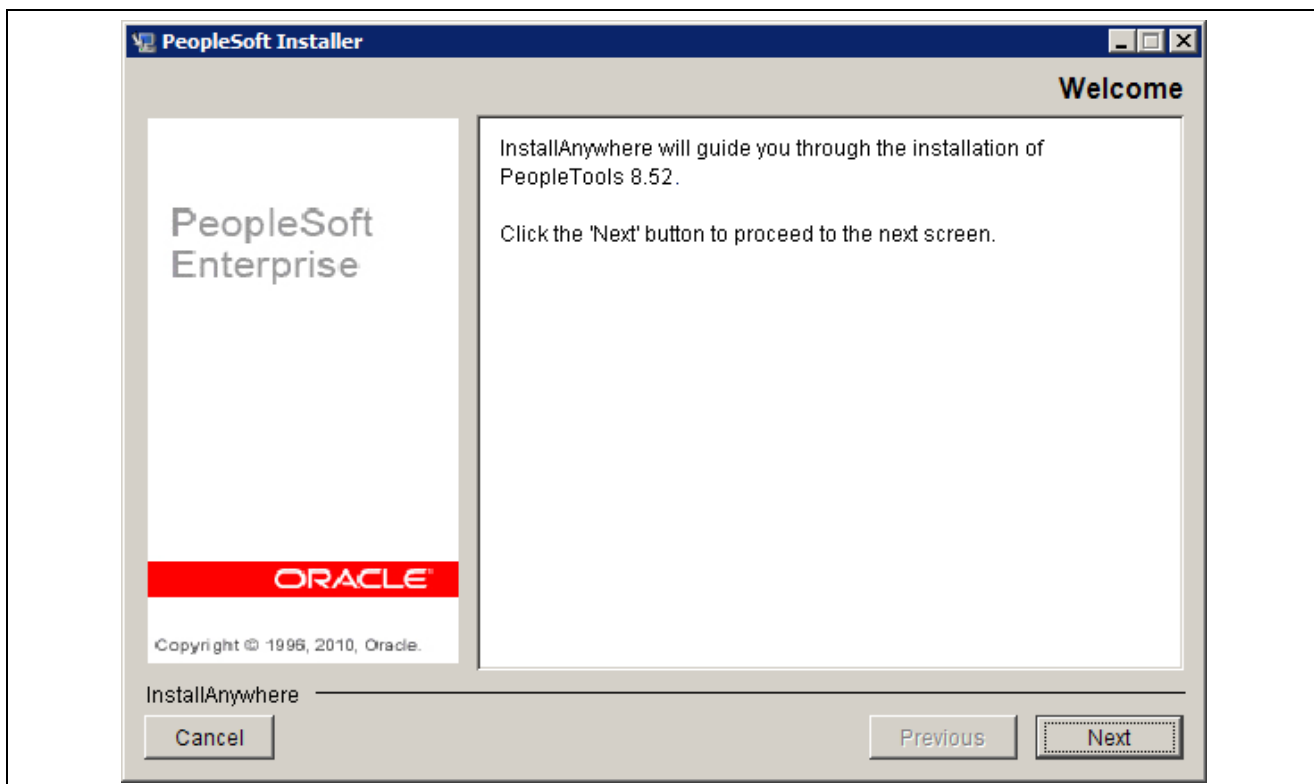 PeopleSoft Installer
Welcome
InstallAnywhere will guide you through the installation of
PeopleTools 8.52.
Click the 'Next' button to proceed to the next screen.
PeopleSoft
Enterprise
ORACLE
Copyright © 1996, 2010, Oracle.
InstallAnywhere
Cancel
Previous
Next